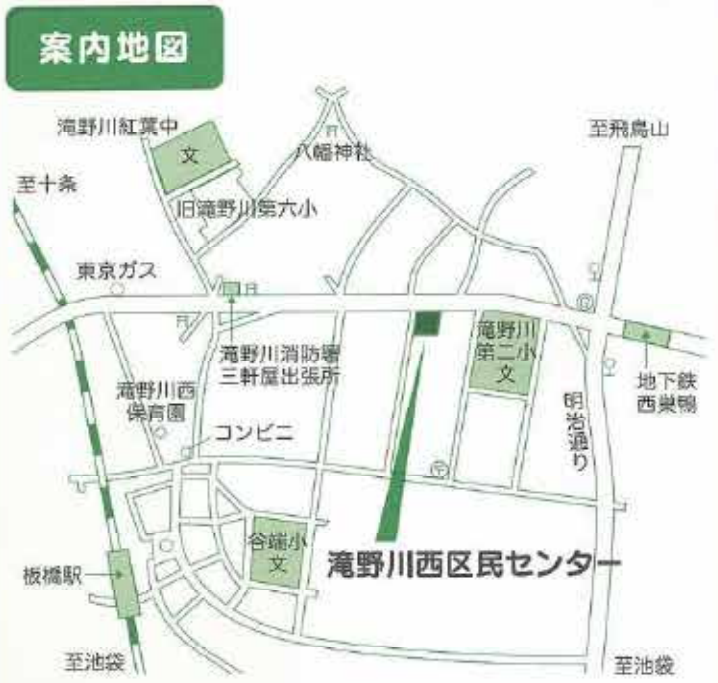 案内地図
滝野川紅葉中
文
八幡神社
至飛鳥山
至十条
旧滝野川第六小
東京ガス
滝野川消防署
三軒屋出張所
滝野川
第二小
文
地下鉄
西巣鴨
滝野川西
保育園
明治通り
コンビニ
谷端小
文
滝野川西区民センター
板橋駅
至池袋
至池袋